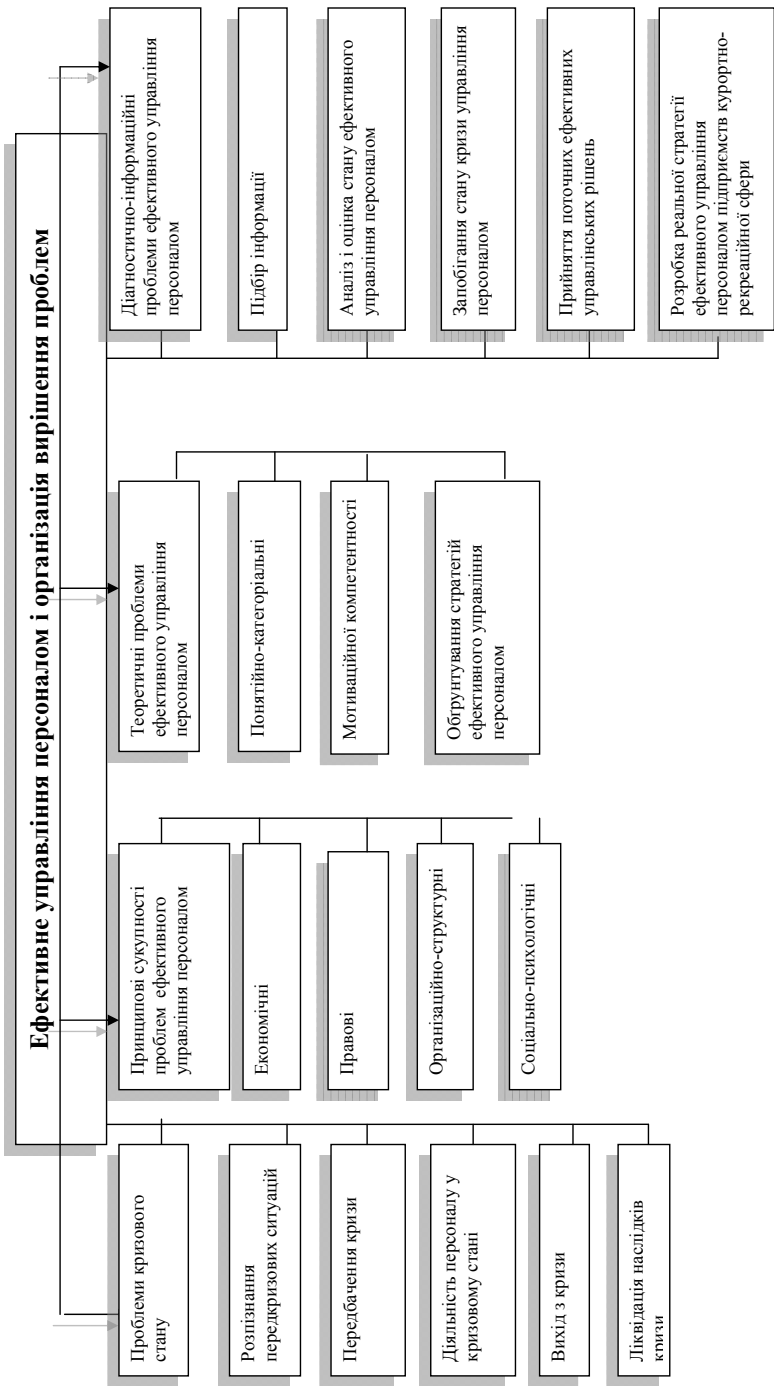 Ефективне управління персоналом і організація вирішення проблем
Проблеми кризового
стану
Розпізнання
передкризових ситуацій
Передбачення кризи
Діяльність персоналу у
кризовому стані
Вихід з кризи
Ліквідація наслідків
кризи
Принципові сукупності
проблем ефективного
управління персоналом
Економічні
Правові
Організаційно-структурні
Соціально-психологічні
Теоретичні проблеми
ефективного управління
персоналом
Понятійно-категоріальні
Мотиваційної компетентності
Обґрунтування стратегій
ефективного управління
персоналом
Діагностично-інформаційні
проблеми ефективного управління
персоналом
Підбір інформації
Аналіз і оцінка стану ефективного
управління персоналом
Запобігання стану кризи управління
персоналом
Прийняття поточних ефективних
управлінських рішень
Розробка реальної стратегії
ефективного управління
персоналом підприємств курортно-
рекреаційної сфери